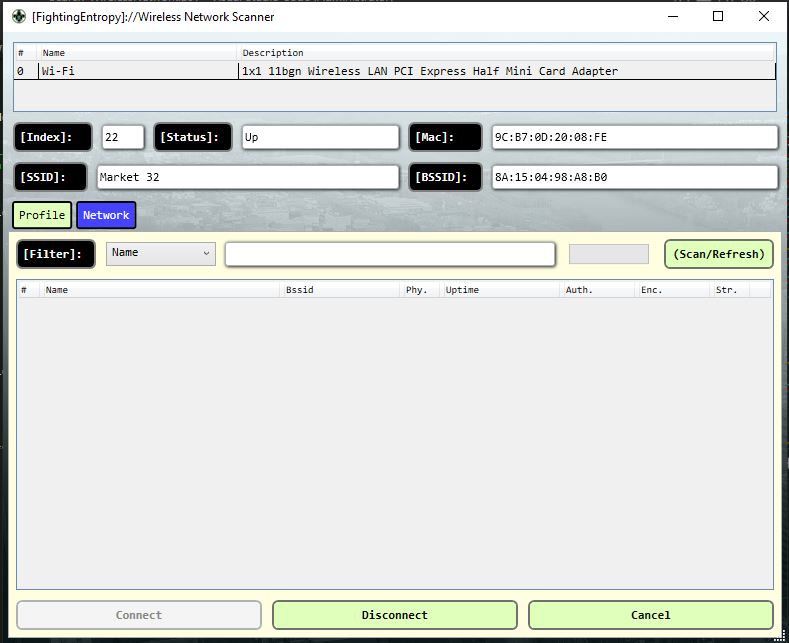 [FightingEntropy]://Wireless Network Scanner
# Name Description
0 Wi-Fi 1x1 11bgn Wireless LAN PCI Express Half Mini Card Adapter
[Index]: 22 [Status]: Up [Mac]: 9C:B7:0D:20:08:FE
[SSID]: Market 32 [BSSID]: 8A:15:04:98:A8:B0
Profile Network
[Filter]: Name (Scan/Refresh)
# Name Bssid Phy. Uptime Auth. Enc. Str.
Connect Disconnect Cancel